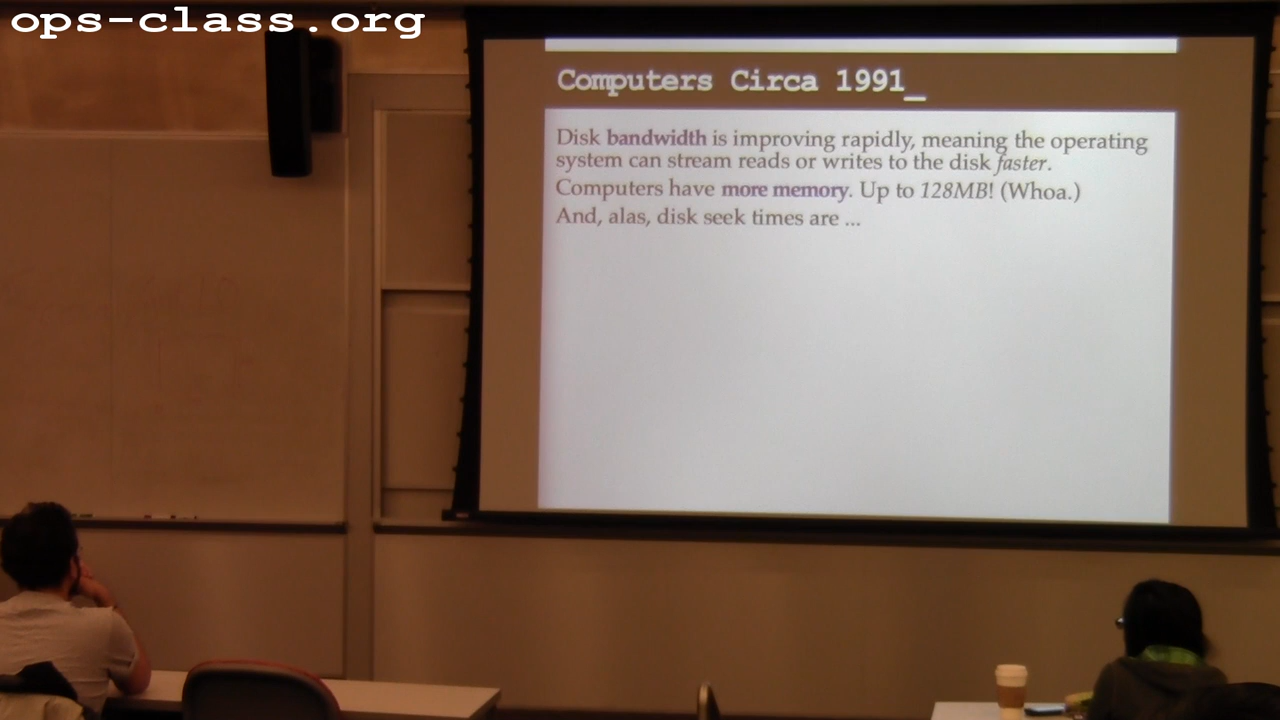 ops-class.org
Computers Circa 1991_
Disk bandwidth is improving rapidly, meaning the operating
system can stream reads or writes to the disk faster.
Computers have more memory. Up to 128MB! (Whoa.)
And, alas, disk seek times are ...